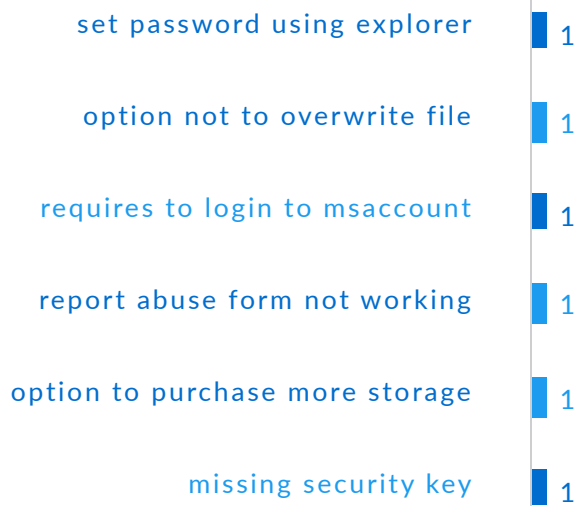 set password using explorer 1
option not to overwrite file 1
requires to login to msaccount 1
report abuse form not working 1
option to purchase more storage 1
missing security key 1